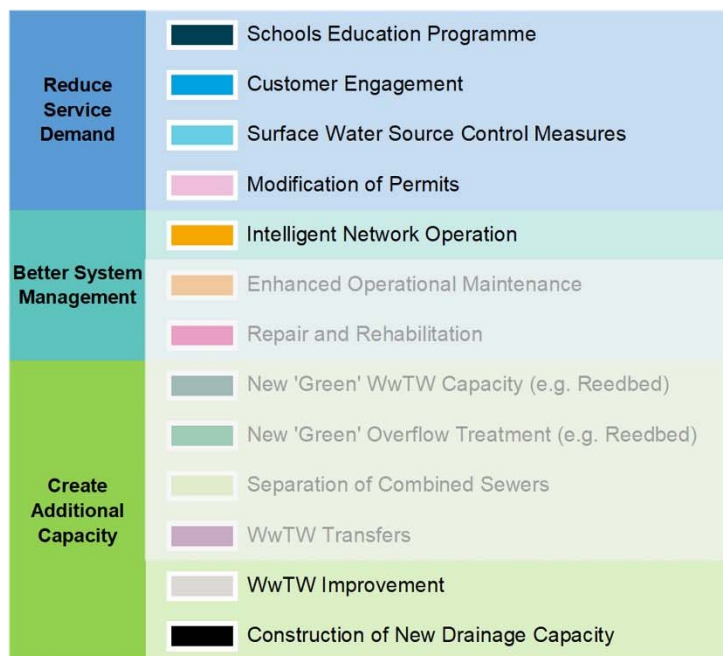 Reduce
Service
Demand
Schools Education Programme
Customer Engagement
Surface Water Source Control Measures
Modification of Permits
Better System
Management
Intelligent Network Operation
Enhanced Operational Maintenance
Repair and Rehabilitation
Create
Additional
Capacity
New 'Green' WwTW Capacity (e.g. Reedbed)
New 'Green' Overflow Treatment (e.g. Reedbed)
Separation of Combined Sewers
WwTW Transfers
WwTW Improvement
Construction of New Drainage Capacity